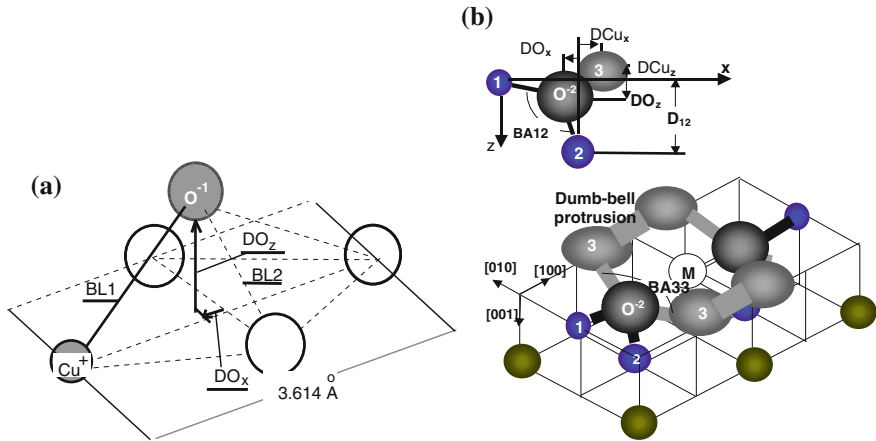 (a)
O-1
DOz
BL1
BL2
Cu+
DOx
3.614 Å
(b)
DCux
DOx
3
DCuz
x
1
O-2
DOz
D12
BA12
z
2
Dumb-bell
protrusion
3
[010]
[100]
M
BA33
[001]
O-2
3
1
2